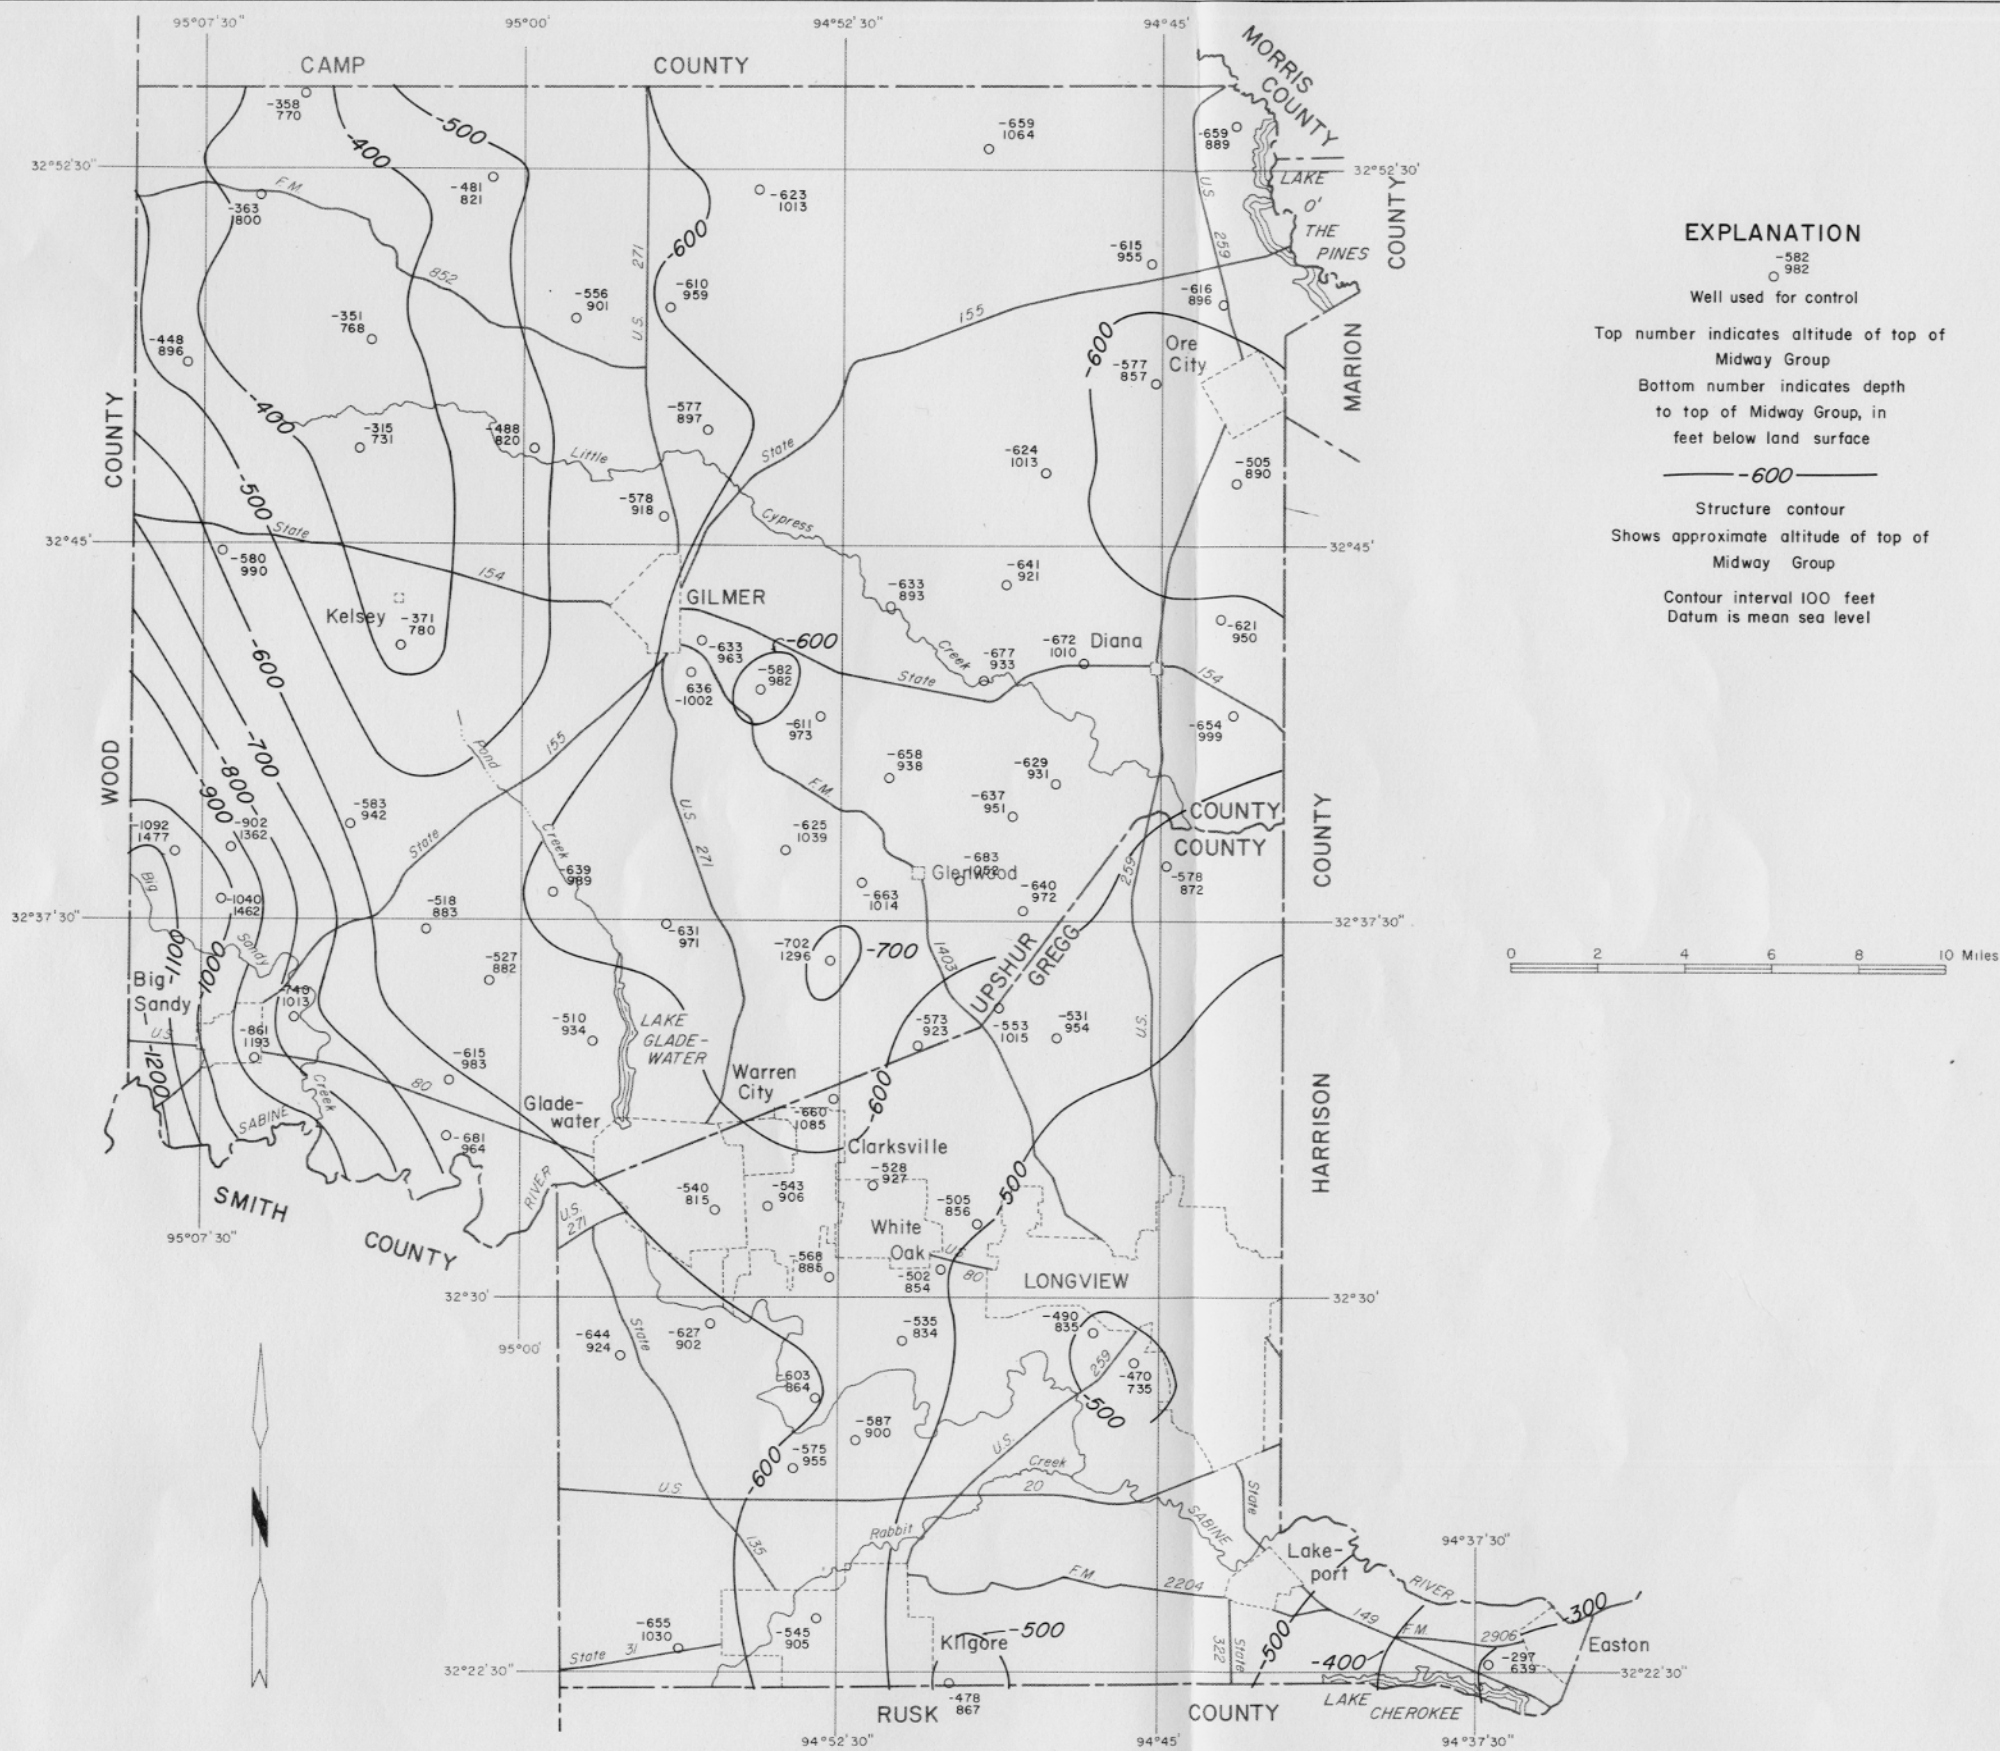 95°07'30"
95°00'
94°52'30"
94°45'
CAMP
COUNTY
MORRIS
COUNTY
-358
770
-500
-400
-659
1064
-659
889
32°52'30"
32°52'30"
LAKE
O'
THE
PINES
COUNTY
F.M.
-363
800
-481
821
-623
1013
U.S.
259
-600
271
U.S.
852
-615
955
-556
901
-610
959
-616
896
155
-351
768
-448
896
Ore
City
-600
-577
857
MARION
-400
-315
731
-488
820
-577
897
Little
State
-624
1013
-505
890
COUNTY
-500
-578
918
Cypress
State
32°45'
32°45'
-580
990
154
-641
921
-633
893
Kelsey
-371
780
GILMER
-600
-633
963
-582
982
636
-1002
Creek
-677
933
-672
1010
Diana
-621
950
State
154
-600
-611
973
-654
999
WOOD
-700
-800
-900
Pond
155
-658
938
-629
931
F.M.
-637
951
-583
942
U.S.
COUNTY
COUNTY
-1092
1477
-902
1362
State
Creek
-625
1039
271
Big
-639
989
Glenwood
-683
1052
-663
1014
-640
972
259
-578
872
COUNTY
-1040
1462
-518
883
32°37'30"
32°37'30"
-631
971
-1100
-1000
Sandy
-527
882
-702
1296
-700
1403
UPSHUR
GREGG
Big
Sandy
-749
1013
U.S.
-861
1193
-510
934
LAKE
GLADE-
WATER
-573
923
-553
1015
-531
954
U.S.
-1200
-615
983
80
Warren
City
-600
Creek
SABINE
Glade-
water
-660
1085
-681
964
Clarksville
HARRISON
SMITH
COUNTY
RIVER
U.S.
271
-540
815
-543
906
-528
927
-505
856
-500
95°07'30"
White
Oak
U.S.
80
-568
886
-502
854
LONGVIEW
32°30'
32°30'
95°00'
-644
924
State
-627
902
-535
834
-490
835
259
-470
735
-603
864
-500
-587
900
-575
955
U.S.
-600
Creek
U.S.
20
State
SABINE
135
Rabbit
Lake-
port
94°37'30"
F.M.
2204
RIVER
-655
1030
-545
905
Kilgore
-500
-500
322
State
149
F.M.
2906
-300
Easton
State
31
-400
-297
639
32°22'30"
32°22'30"
-478
867
RUSK
COUNTY
LAKE
CHEROKEE
94°52'30"
94°45'
94°37'30"
EXPLANATION
-582
982
Well used for control
Top number indicates altitude of top of
Midway Group
Bottom number indicates depth
to top of Midway Group, in
feet below land surface
-600
Structure contour
Shows approximate altitude of top of
Midway Group
Contour interval 100 feet
Datum is mean sea level
0 2 4 6 8 10 Miles
N